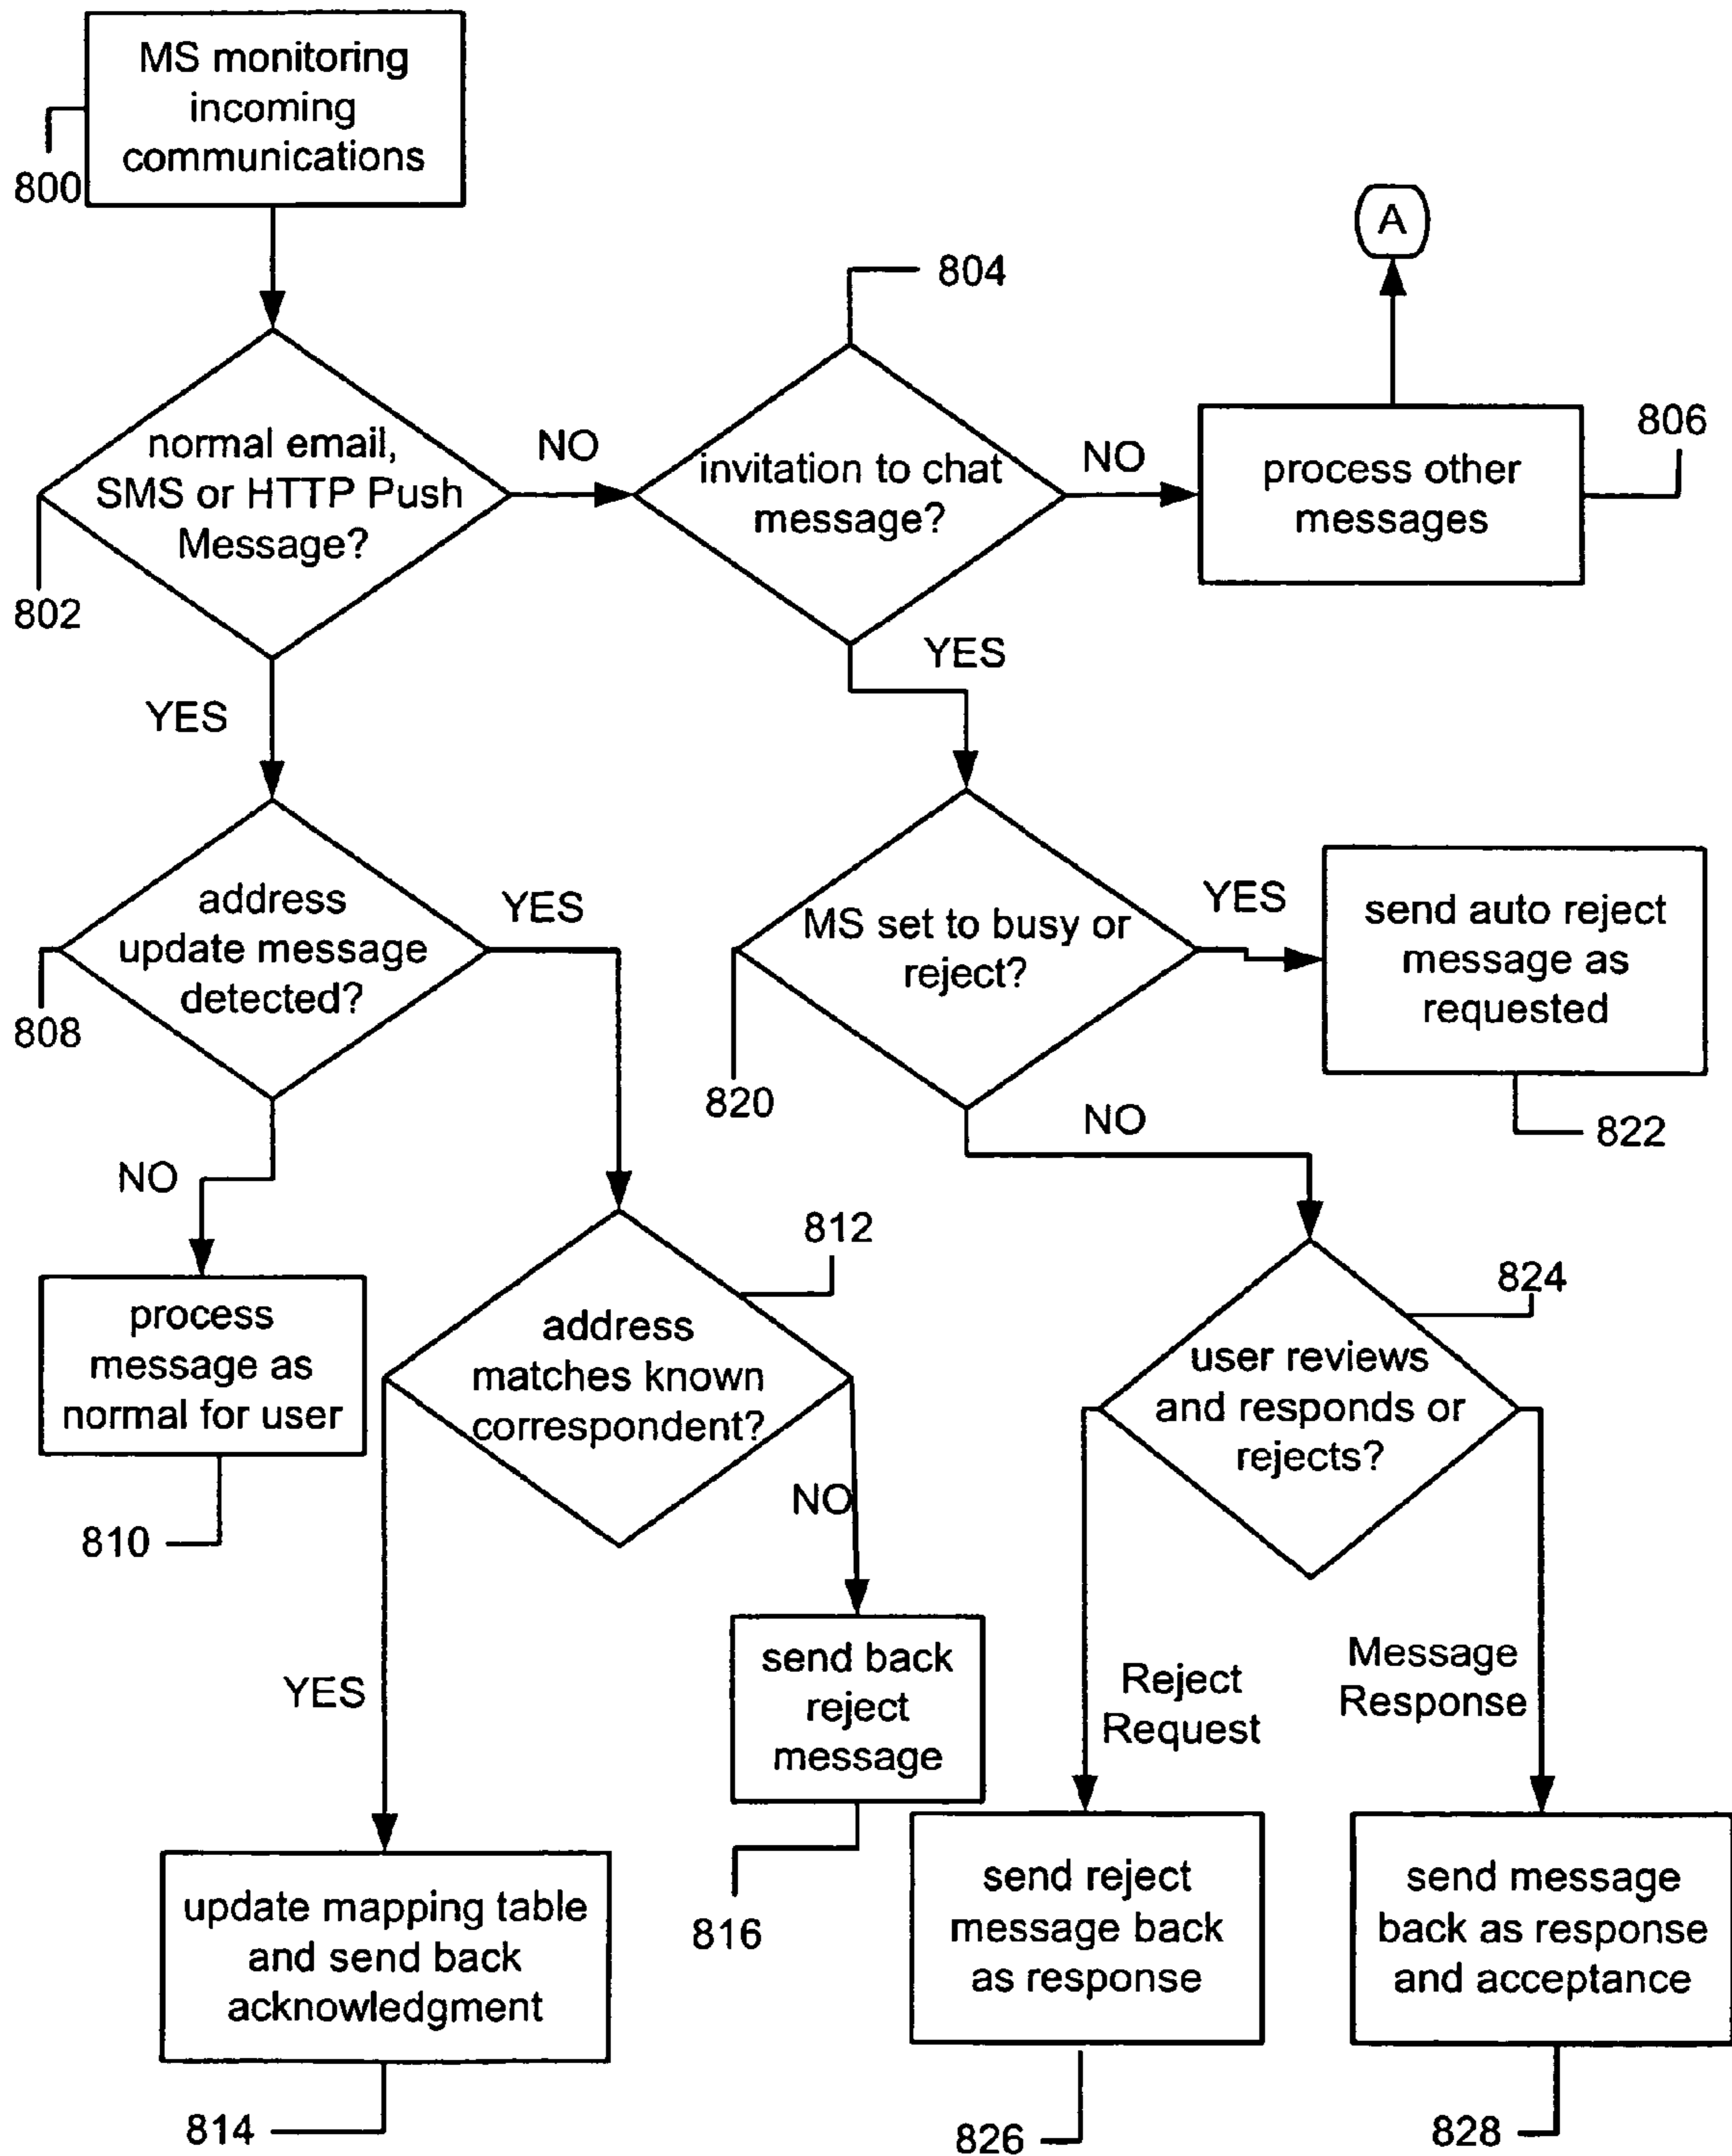 MS monitoring
incoming
communications
800
A
804
normal email,
SMS or HTTP Push
Message?
802
NO
invitation to chat
message?
NO
process other
messages
806
YES
YES
address
update message
detected?
808
YES
MS set to busy or
reject?
820
YES
send auto reject
message as
requested
822
NO
NO
process
message as
normal for user
810
812
address
matches known
correspondent?
824
user reviews
and responds or
rejects?
NO
YES
send back
reject
message
816
Reject
Request
Message
Response
update mapping table
and send back
acknowledgment
814
send reject
message back
as response
826
send message
back as response
and acceptance
828